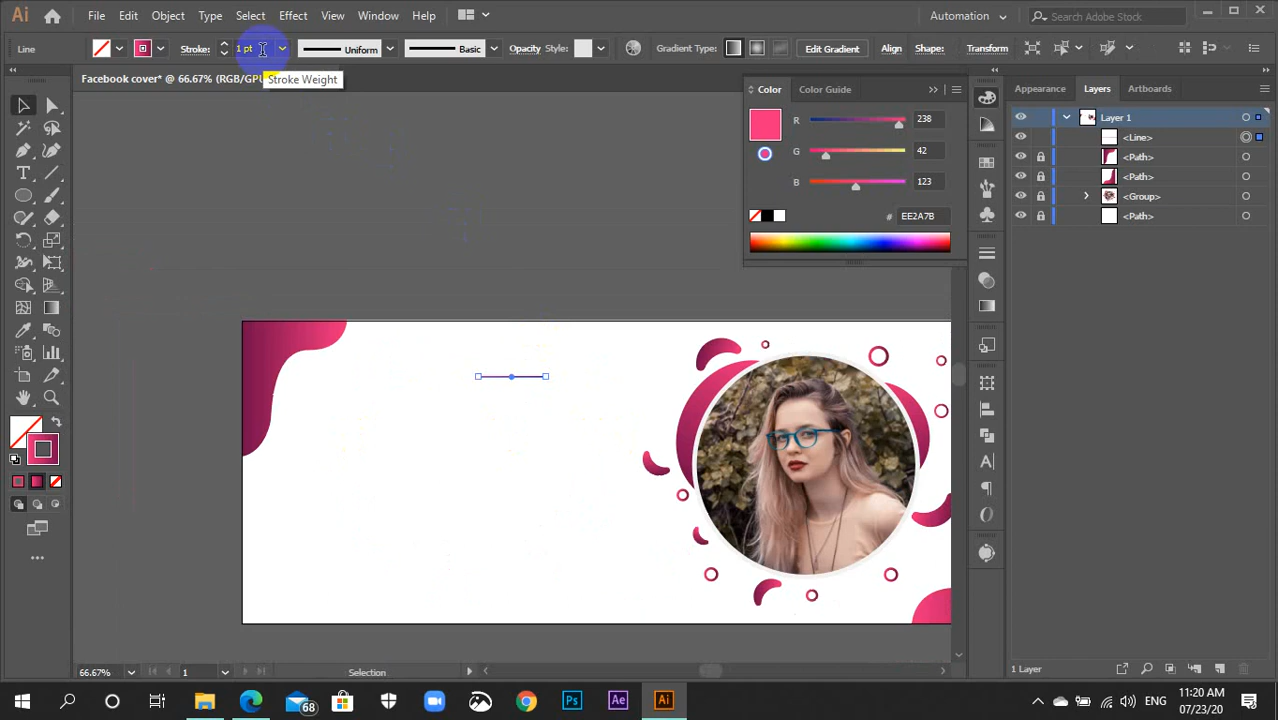 Ai File Edit Object Type Select Effect View Window Help Automation Search Adobe Stock
Line Stroke: 1 pt Uniform Basic Opacity Style: Gradient Type: Edit Gradient Align Shape: Transform
Facebook cover* @ 66.67% (RGB/GPU
Stroke Weight
Color Color Guide
R 238
G 42
B 123
# EE2A7B
Appearance Layers Artboards
Layer 1
<Line>
<Path>
<Path>
<Group>
<Path>
66.67% 1 Selection
1 Layer
68 Ps Ae Ai ENG 11:20 AM
07/23/20